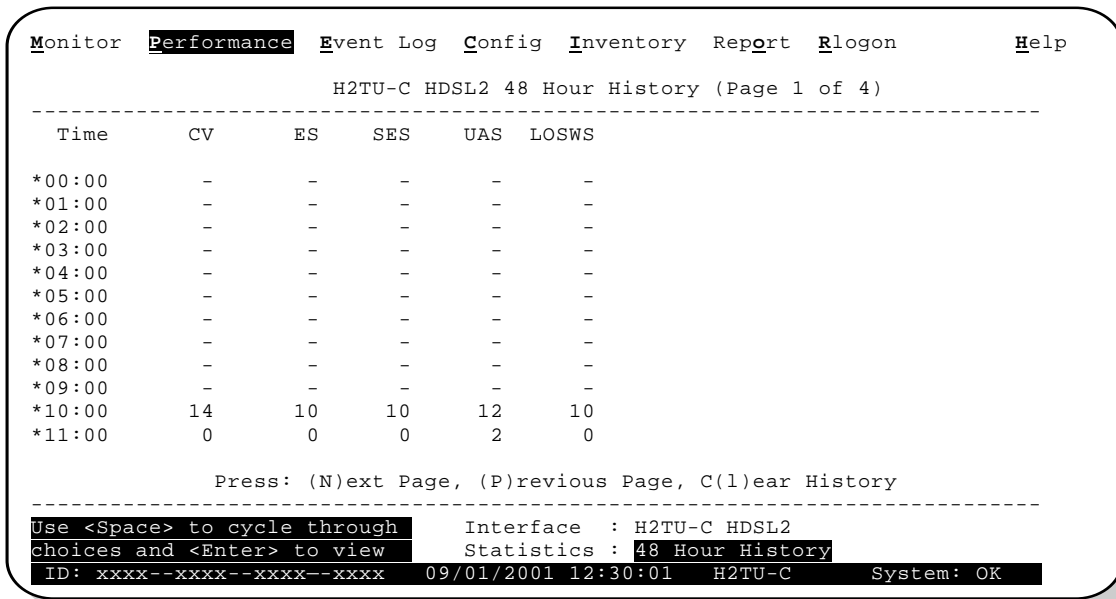 Monitor Performance Event Log Config Inventory Report Rlogon Help
H2TU-C HDSL2 48 Hour History (Page 1 of 4)
--------------------------------------------------------------------------------
Time CV ES SES UAS LOSWS
*00:00 - - - - -
*01:00 - - - - -
*02:00 - - - - -
*03:00 - - - - -
*04:00 - - - - -
*05:00 - - - - -
*06:00 - - - - -
*07:00 - - - - -
*08:00 - - - - -
*09:00 - - - - -
*10:00 14 10 10 12 10
*11:00 0 0 0 2 0
Press: (N)ext Page, (P)revious Page, C(l)ear History
--------------------------------------------------------------------------------
Use <Space> to cycle through Interface : H2TU-C HDSL2
choices and <Enter> to view Statistics : 48 Hour History
ID: xxxx--xxxx--xxxx--xxxx 09/01/2001 12:30:01 H2TU-C System: OK